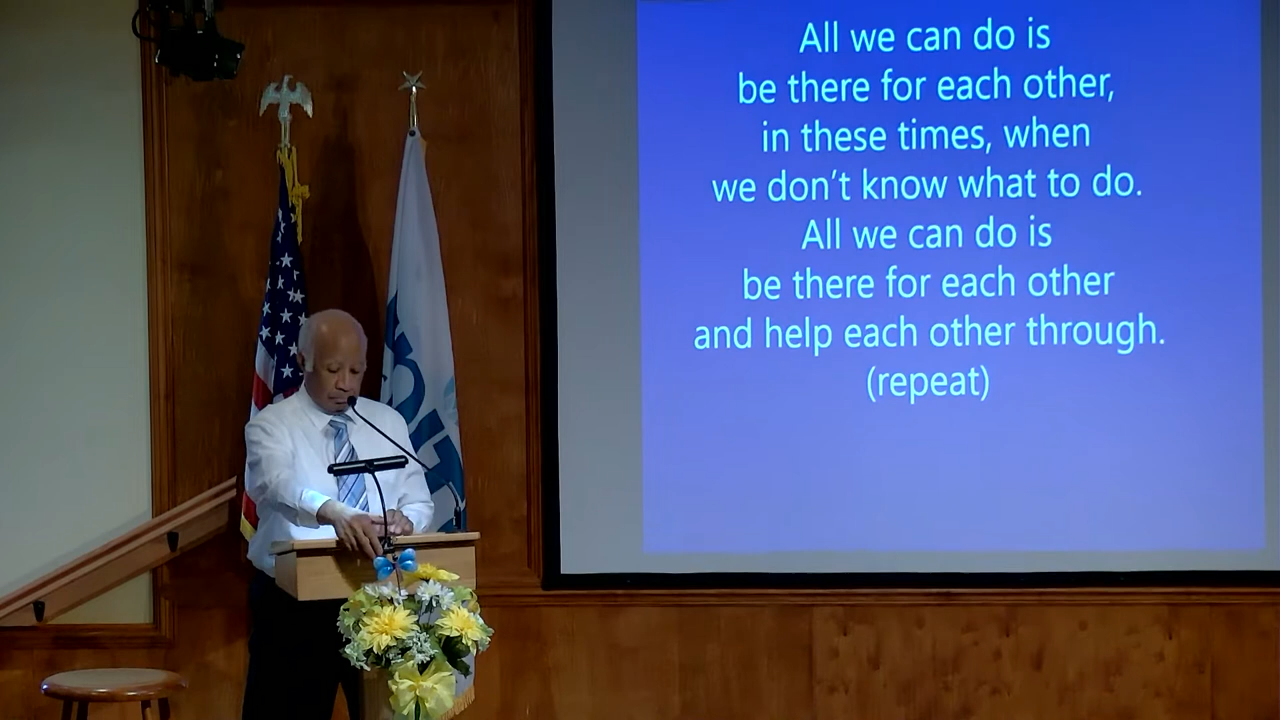 All we can do is
be there for each other,
in these times, when
we don't know what to do.
All we can do is
be there for each other
and help each other through.
(repeat)